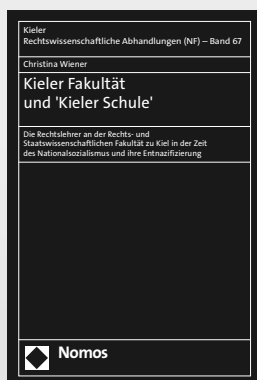 Kieler
Rechtswissenschaftliche Abhandlungen (NF) – Band 67
Christina Wiener
Kieler Fakultät
und 'Kieler Schule'
Die Rechtslehrer an der Rechts- und
Staatswissenschaftlichen Fakultät zu Kiel in der Zeit
des Nationalsozialismus und ihre Entnazifizierung
Nomos